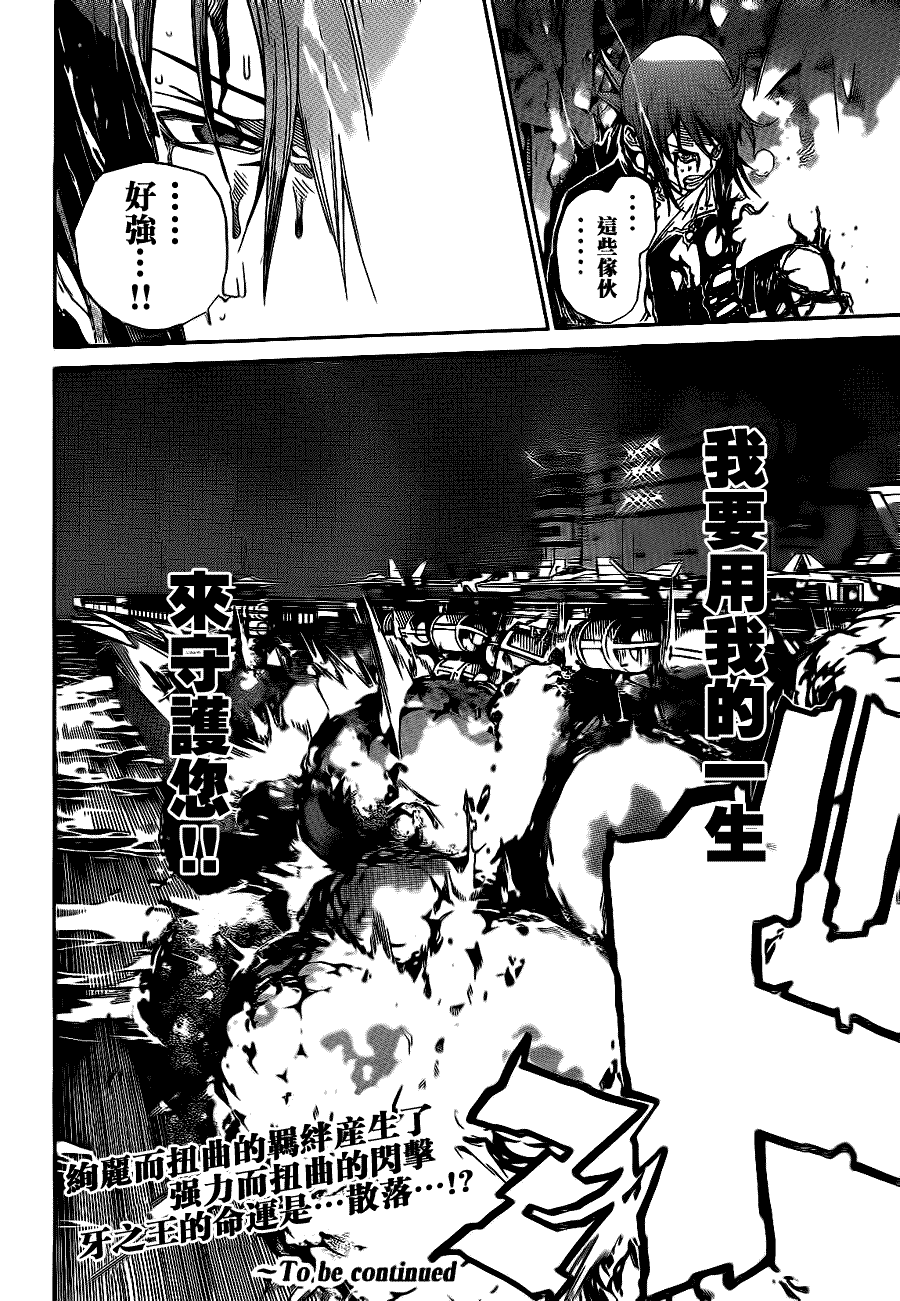 ……
這些傢伙
……
……
好強…!!
我要用我的一生
來守護您!!
絢麗而扭曲的羈絆産生了
强力而扭曲的閃擊
牙之王的命運是…散落…!?
~To be continued